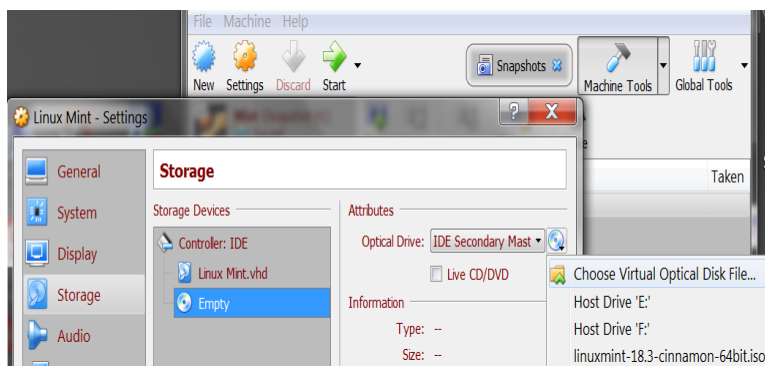 File Machine Help
New Settings Discard Start
Snapshots
Machine Tools
Global Tools
Linux Mint - Settings
?
X
General
Storage
Taken
System
Storage Devices
Attributes
Display
Controller: IDE
Optical Drive: IDE Secondary Mast
Linux Mint.vhd
Live CD/DVD
Choose Virtual Optical Disk File...
Storage
Empty
Information
Host Drive 'E:'
Audio
Type: --
Host Drive 'F:'
Size: --
linuxmint-18.3-cinnamon-64bit.iso